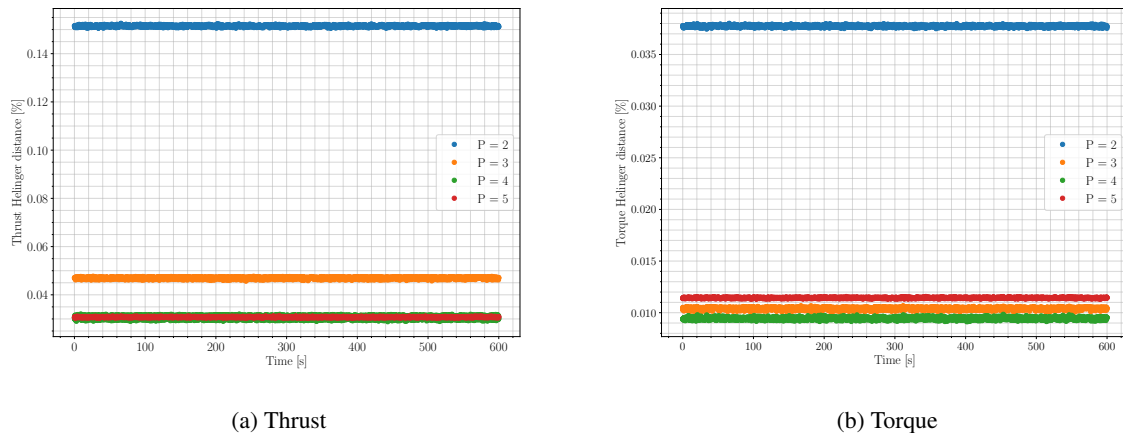 Thrust Helinger distance [%]
0.14
0.12
0.10
0.08
0.06
0.04
P = 2
P = 3
P = 4
P = 5
0 100 200 300 400 500 600
Time [s]
(a) Thrust
Torque Helinger distance [%]
0.035
0.030
0.025
0.020
0.015
0.010
P = 2
P = 3
P = 4
P = 5
0 100 200 300 400 500 600
Time [s]
(b) Torque